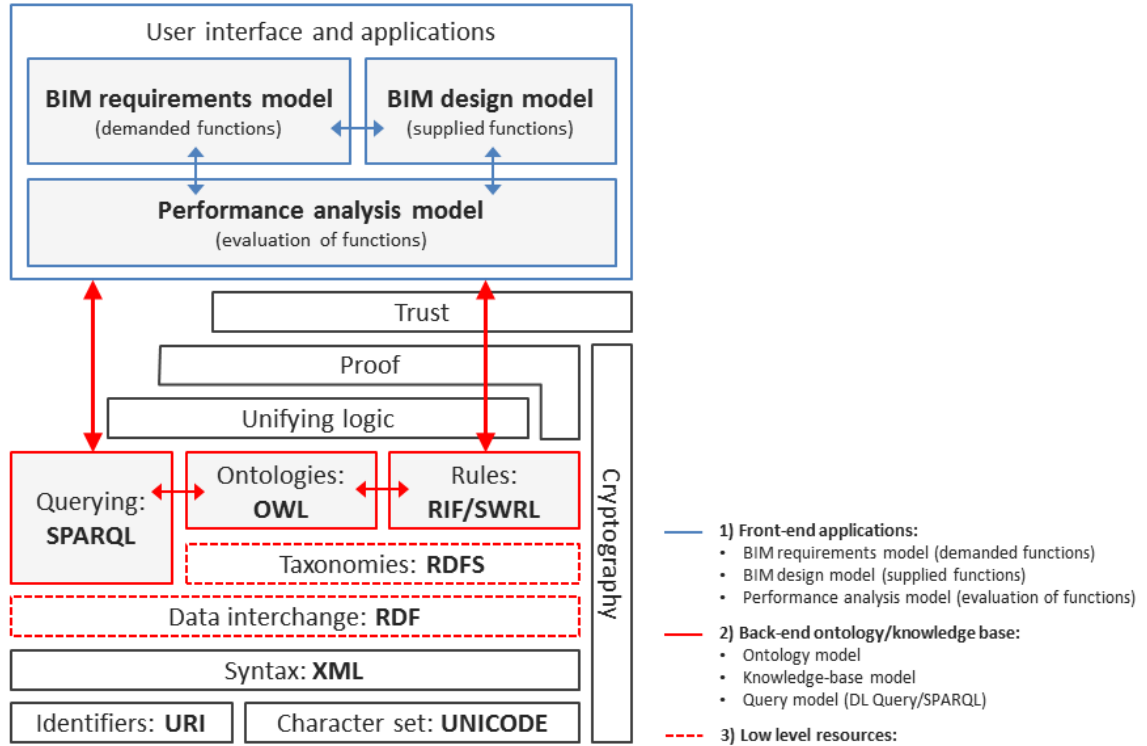 User interface and applications
BIM requirements model
(demanded functions)
BIM design model
(supplied functions)
Performance analysis model
(evaluation of functions)
Trust
Proof
Unifying logic
Querying:
SPARQL
Ontologies:
OWL
Rules:
RIF/SWRL
Taxonomies: RDFS
Data interchange: RDF
Syntax: XML
Identifiers: URI
Character set: UNICODE
Cryptography
1) Front-end applications:
• BIM requirements model (demanded functions)
• BIM design model (supplied functions)
• Performance analysis model (evaluation of functions)
2) Back-end ontology/knowledge base:
• Ontology model
• Knowledge-base model
• Query model (DL Query/SPARQL)
3) Low level resources: